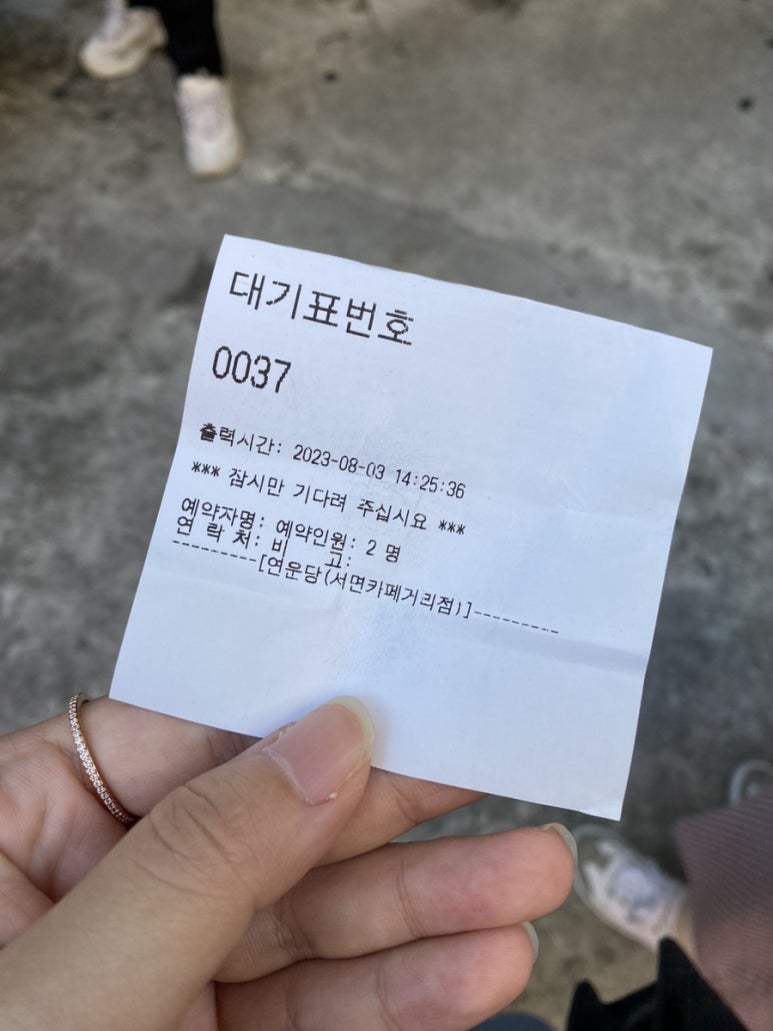 대기표번호
0037
출력시간: 2023-08-03 14:25:36
*** 잠시만 기다려 주십시요 ***
예약자명: 예약인원: 2 명
연 락 처: 비 고:
---------[연운당(서면카페거리점)]---------